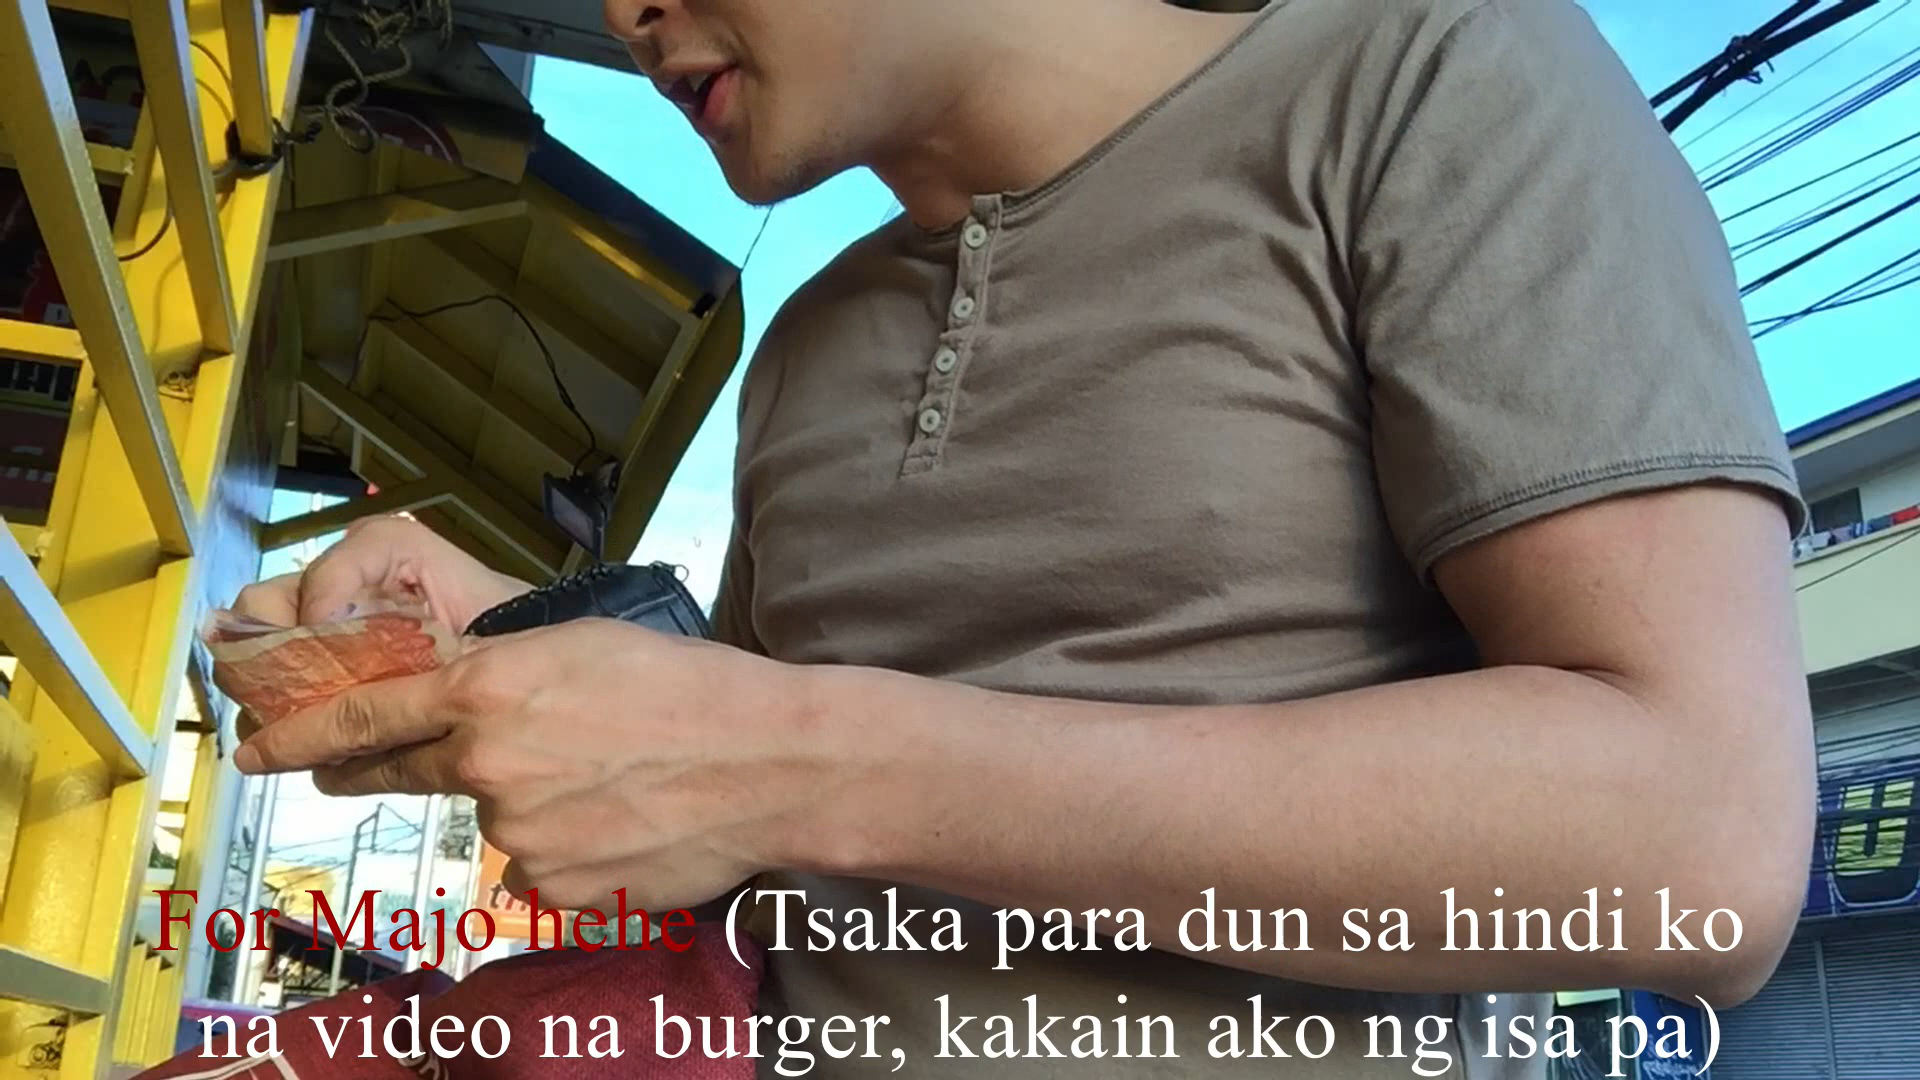 For Majo hehe (Tsaka para dun sa hindi ko
na video na burger, kakain ako ng isa pa)